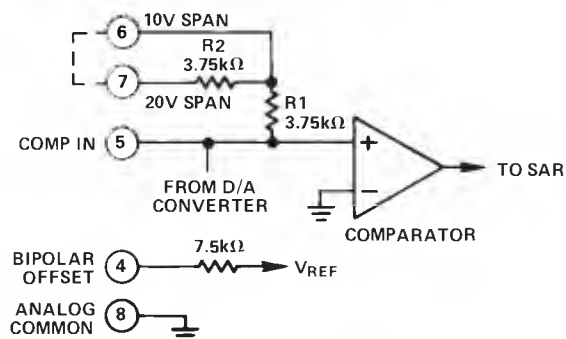 6 10V SPAN
R2
3.75kΩ
7 20V SPAN
R1
3.75kΩ
COMP IN 5
+
−
TO SAR
FROM D/A
CONVERTER
COMPARATOR
7.5kΩ
BIPOLAR
OFFSET 4
VREF
ANALOG
COMMON 8